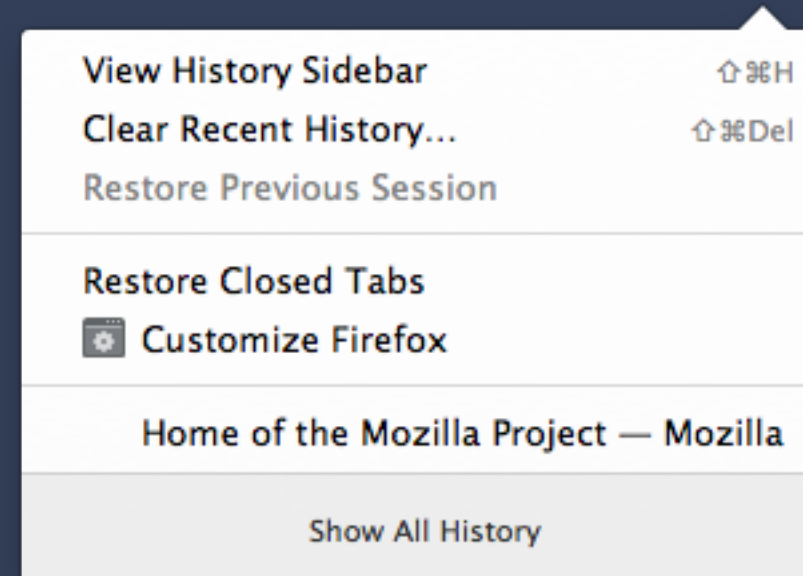 View History Sidebar ⇧⌘H
Clear Recent History... ⇧⌘Del
Restore Previous Session
Restore Closed Tabs
Customize Firefox
Home of the Mozilla Project — Mozilla
Show All History